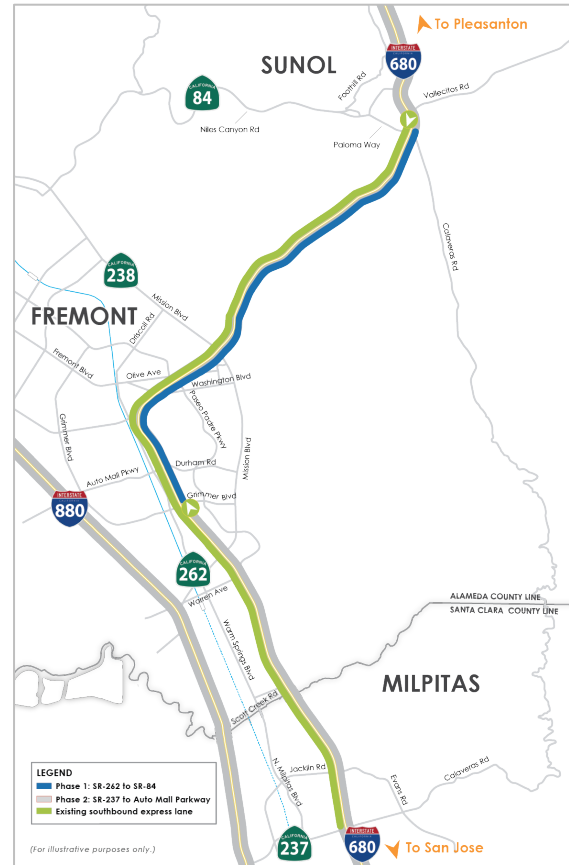 To Pleasanton
SUNOL
INTERSTATE
CALIFORNIA
680
CALIFORNIA
84
Foothill Rd
Vallecitos Rd
Niles Canyon Rd
Paloma Way
Calaveras Rd
CALIFORNIA
238
Mission Blvd
FREMONT
Driscoll Rd
Fremont Blvd
Olive Ave
Washington Blvd
Paseo Padre Pkwy
Grimmer Blvd
Mission Blvd
Durham Rd
Auto Mall Pkwy
Grimmer Blvd
INTERSTATE
CALIFORNIA
880
CALIFORNIA
262
Warren Ave
ALAMEDA COUNTY LINE
SANTA CLARA COUNTY LINE
Warm Springs Blvd
MILPITAS
Scott Creek Rd
N. Milpitas Blvd
Jacklin Rd
Evans Rd
Calaveras Rd
LEGEND
Phase 1: SR-262 to SR-84
Phase 2: SR-237 to Auto Mall Parkway
Existing southbound express lane
(For illustrative purposes only.)
CALIFORNIA
237
INTERSTATE
CALIFORNIA
680
To San Jose